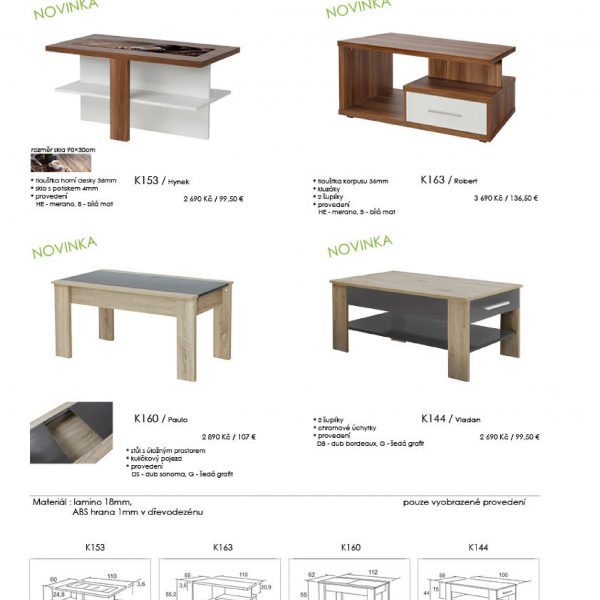 NOVINKA
NOVINKA
rozměr skla 90×30cm
K153 / Hynek
• tloušťka horní desky 36mm
• sklo s potiskem 4mm
• provedení
HE - merano, B - bílá mat
2 690 Kč / 99,50 €
K163 / Robert
• tloušťka korpusu 36mm
• kluzáky
• 2 šuplíky
• provedení
HE - merano, B - bílá mat
3 690 Kč / 136,50 €
NOVINKA
NOVINKA
K160 / Paulo
2 890 Kč / 107 €
• stůl s úložným prostorem
• kuličkový pojezd
• provedení
DS - dub sonoma, G - šedá grafit
K144 / Vladan
• 2 šuplíky
• chromové úchytky
• provedení
DB - dub bordeaux, G - šedá grafit
2 690 Kč / 99,50 €
Materiál : lamino 18mm,
ABS hrana 1mm v dřevodezénu
pouze vyobrazené provedení
K153
K163
K160
K144
60 110 3,6
24,8
65 110
3,6 20,9
55,2
62 112
55
58 100
44 15